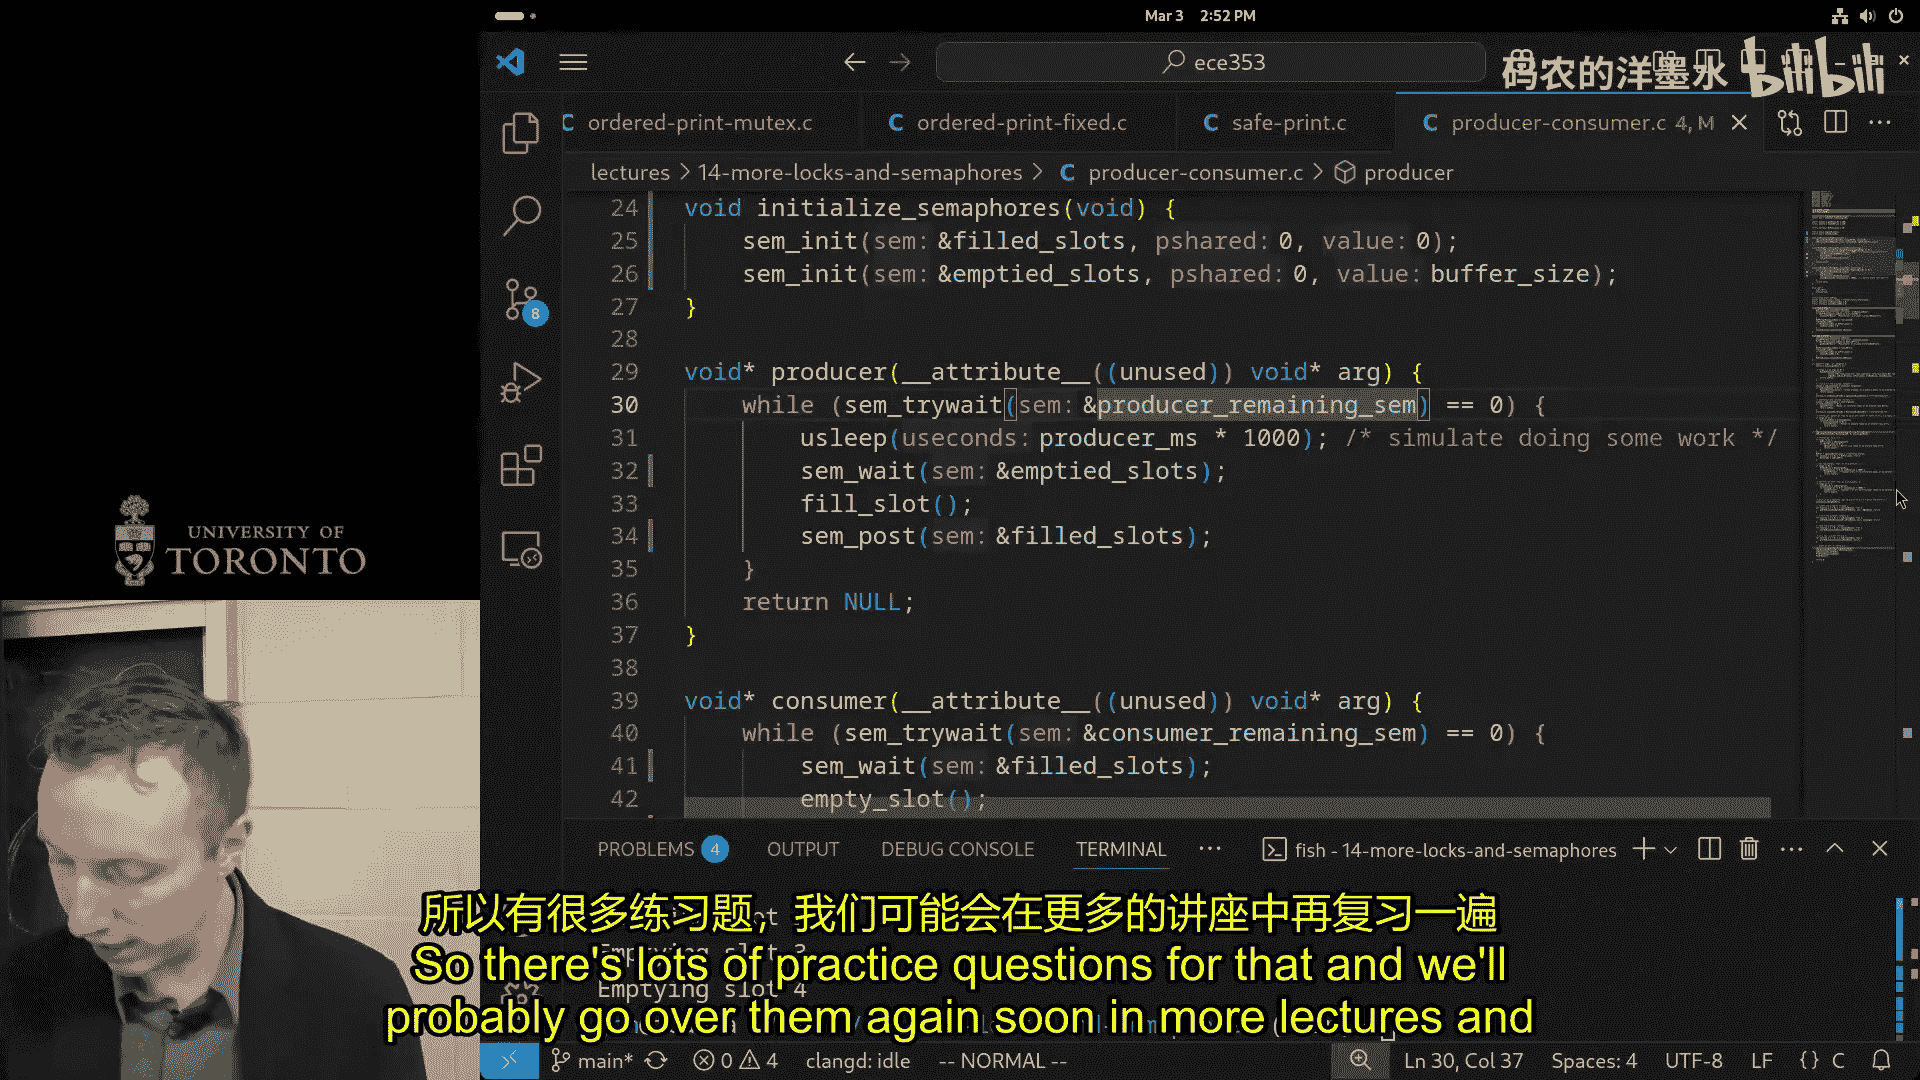 Mar 3 2:52 PM
ece353
码农的洋墨水 bilibili
ordered-print-mutex.c
ordered-print-fixed.c
safe-print.c
producer-consumer.c 4, M
lectures > 14-more-locks-and-semaphores > C producer-consumer.c > producer
24 void initialize_semaphores(void) {
25 sem_init(sem: &filled_slots, pshared: 0, value: 0);
26 sem_init(sem: &emptied_slots, pshared: 0, value: buffer_size);
27 }
28
29 void* producer(__attribute__((unused)) void* arg) {
30 while (sem_trywait(sem: &producer_remaining_sem) == 0) {
31 usleep(useconds: producer_ms * 1000); /* simulate doing some work */
32 sem_wait(sem: &emptied_slots);
33 fill_slot();
34 sem_post(sem: &filled_slots);
35 }
36 return NULL;
37 }
38
39 void* consumer(__attribute__((unused)) void* arg) {
40 while (sem_trywait(sem: &consumer_remaining_sem) == 0) {
41 sem_wait(sem: &filled_slots);
42 empty_slot();
8
UNIVERSITY OF
TORONTO
PROBLEMS 4 OUTPUT DEBUG CONSOLE TERMINAL
fish - 14-more-locks-and-semaphores
Emptying slot 3
Emptying slot 4
所以有很多练习题，我们可能会在更多的讲座中再复习一遍
So there's lots of practice questions for that and we'll
probably go over them again soon in more lectures and
main* 0 4 clangd: idle -- NORMAL -- Ln 30, Col 37 Spaces: 4 UTF-8 LF {} C